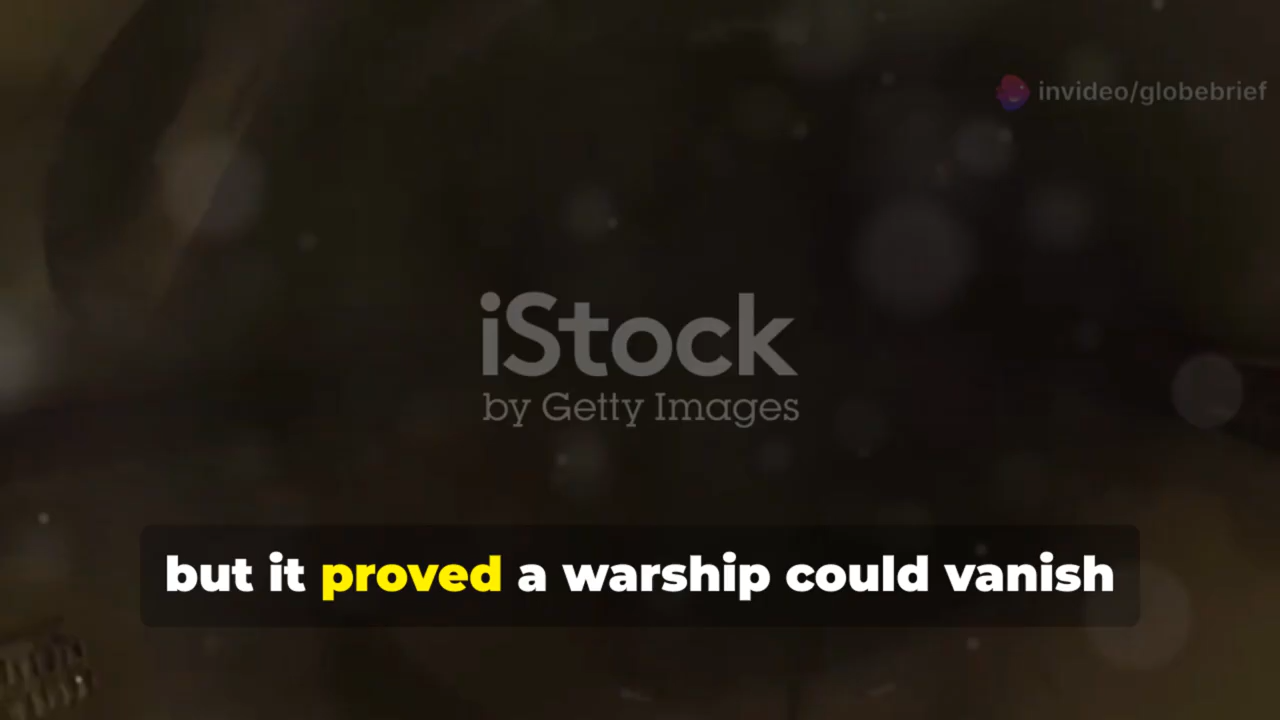 invideo/globebrief
iStock
by Getty Images
but it proved a warship could vanish